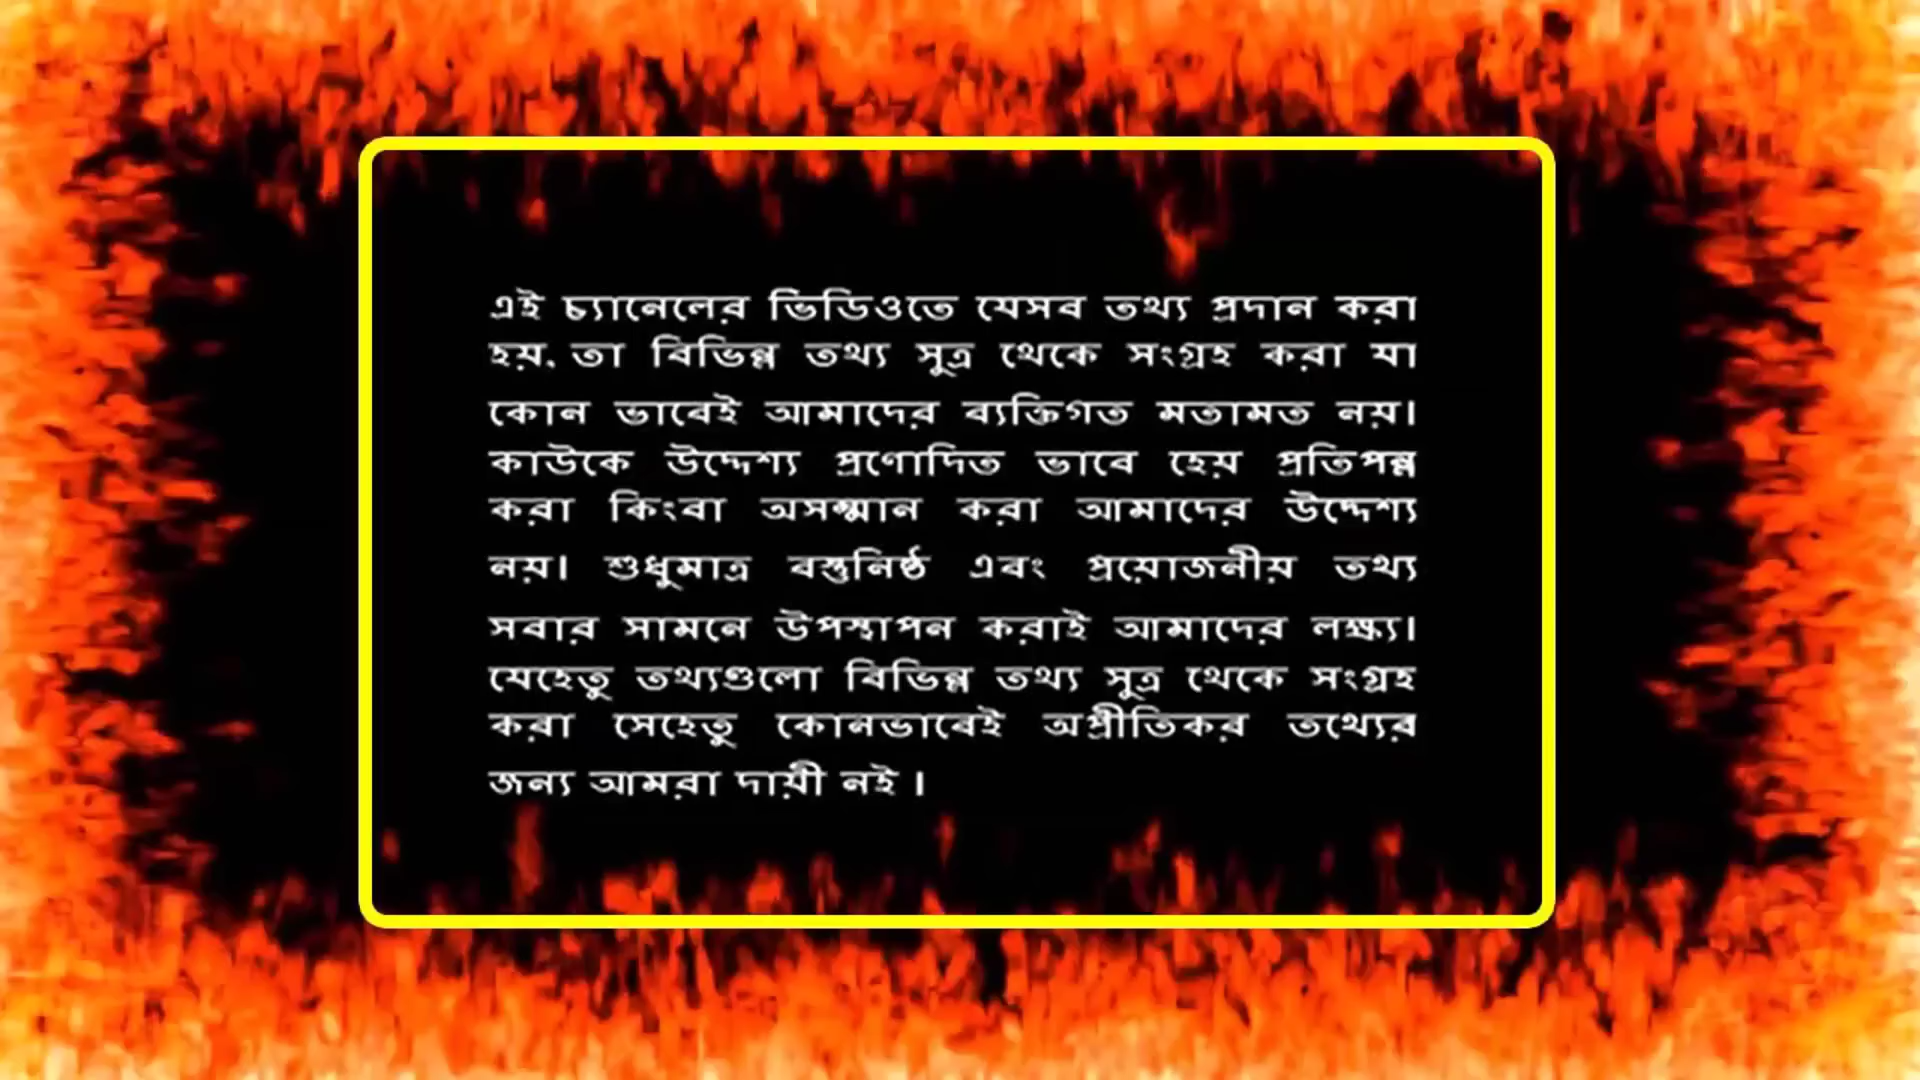 এই চ্যানেলের ভিডিওতে যেসব তথ্য প্রদান করা
হয়. তা বিভিন্ন তথ্য সুত্র থেকে সংগ্রহ করা যা
কোন ভাবেই আমাদের ব্যক্তিগত মতামত নয়।
কাউকে উদ্দেশ্য প্রণোদিত ভাবে হেয় প্রতিপন্ন
করা কিংবা অসম্মান করা আমাদের উদ্দেশ্য
নয়। শুধুমাত্র বস্তুনিষ্ঠ এবং প্রয়োজনীয় তথ্য
সবার সামনে উপস্থাপন করাই আমাদের লক্ষ্য।
যেহেতু তথ্যগুলো বিভিন্ন তথ্য সুত্র থেকে সংগ্রহ
করা সেহেতু কোনভাবেই অপ্রীতিকর তথ্যের
জন্য আমরা দায়ী নই ।